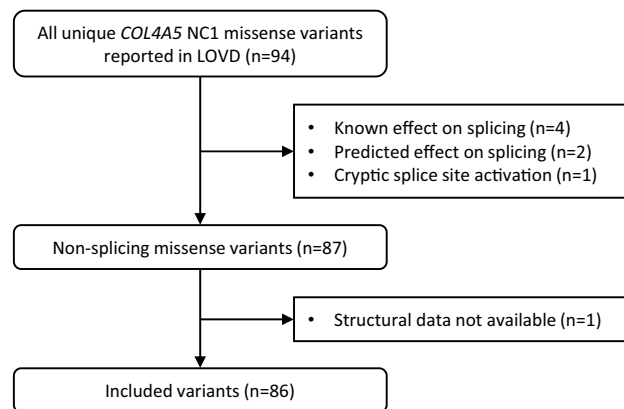 All unique COL4A5 NC1 missense variants
reported in LOVD (n=94)
• Known effect on splicing (n=4)
• Predicted effect on splicing (n=2)
• Cryptic splice site activation (n=1)
Non-splicing missense variants (n=87)
• Structural data not available (n=1)
Included variants (n=86)